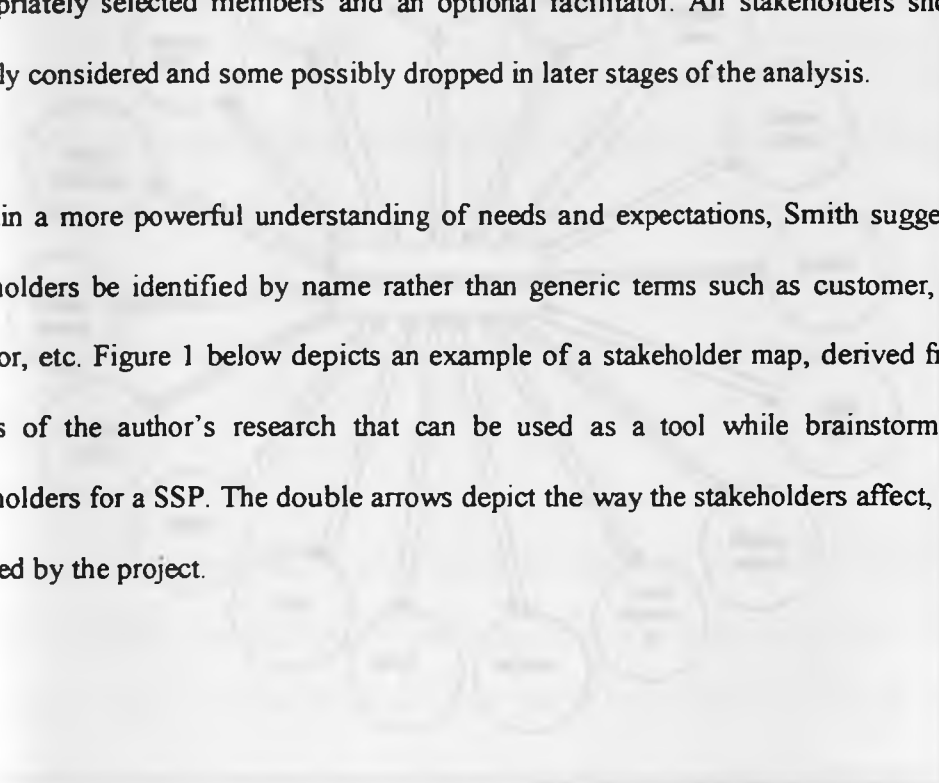 priately selected members and an optional facilitator. All stakeholders sho
ly considered and some possibly dropped in later stages of the analysis.
in a more powerful understanding of needs and expectations, Smith sugge
holders be identified by name rather than generic terms such as customer,
or, etc. Figure 1 below depicts an example of a stakeholder map, derived fr
s of the author's research that can be used as a tool while brainstorm
holders for a SSP. The double arrows depict the way the stakeholders affect,
ed by the project.